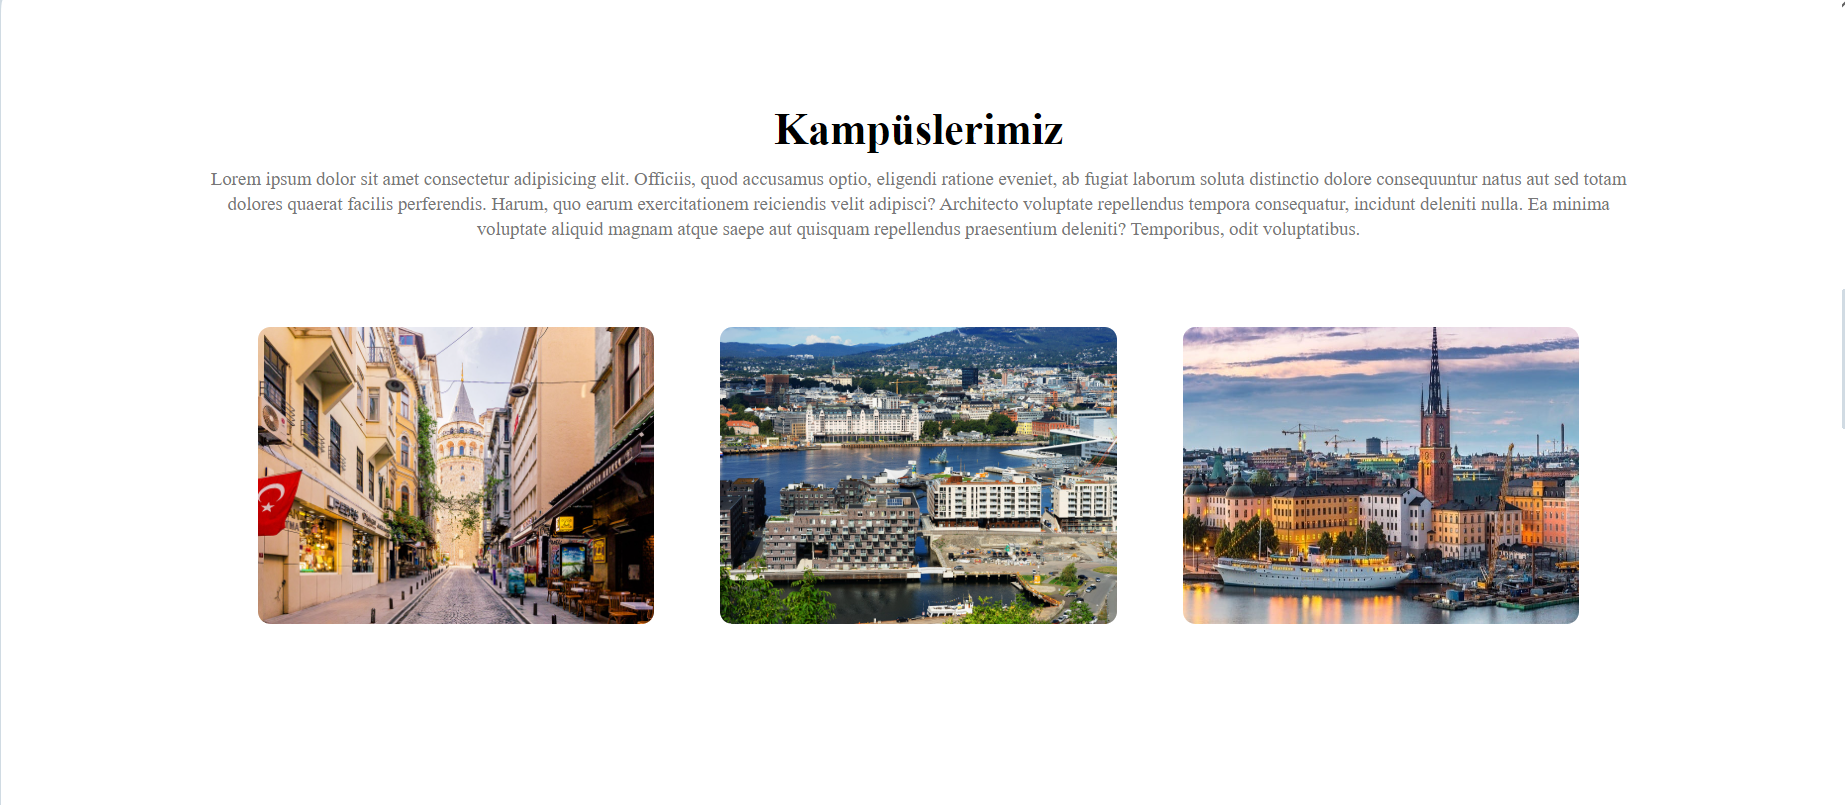 Kampüslerimiz
Lorem ipsum dolor sit amet consectetur adipisicing elit. Officiis, quod accusamus optio, eligendi ratione eveniet, ab fugiat laborum soluta distinctio dolore consequuntur natus aut sed totam
dolores quaerat facilis perferendis. Harum, quo earum exercitationem reiciendis velit adipisci? Architecto voluptate repellendus tempora consequatur, incidunt deleniti nulla. Ea minima
voluptate aliquid magnam atque saepe aut quisquam repellendus praesentium deleniti? Temporibus, odit voluptatibus.